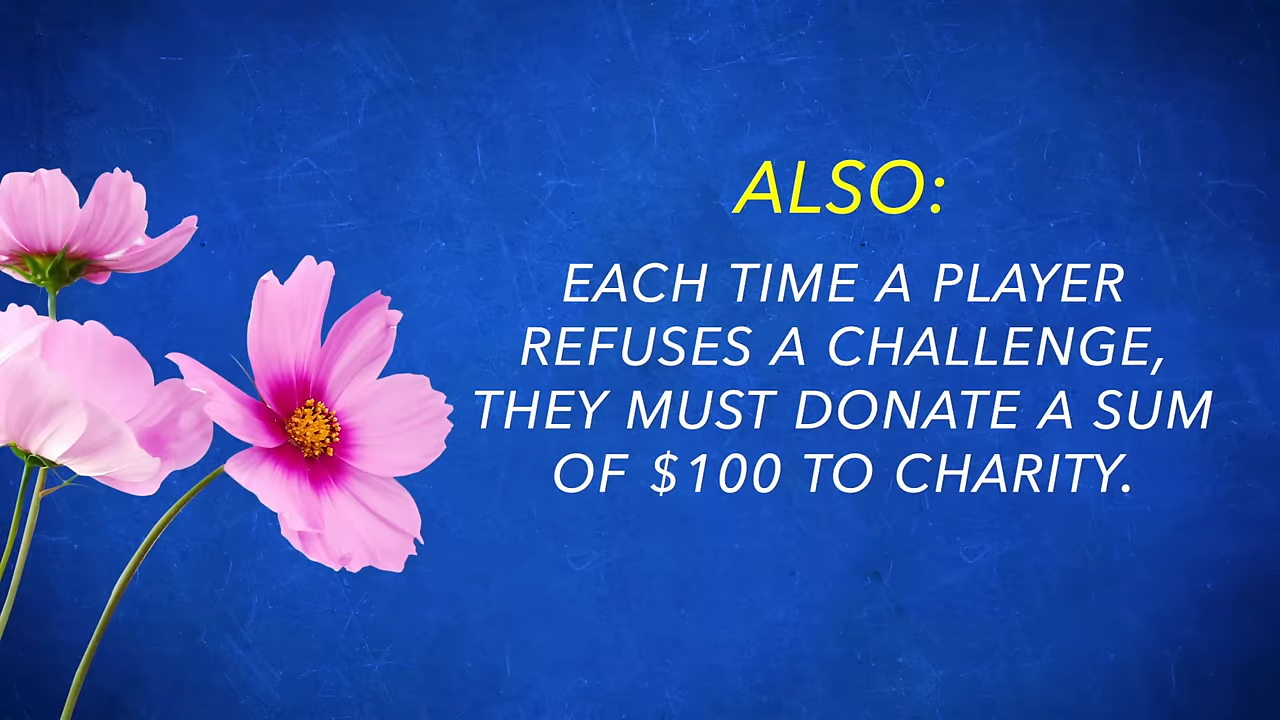 ALSO:
EACH TIME A PLAYER
REFUSES A CHALLENGE,
THEY MUST DONATE A SUM
OF $100 TO CHARITY.